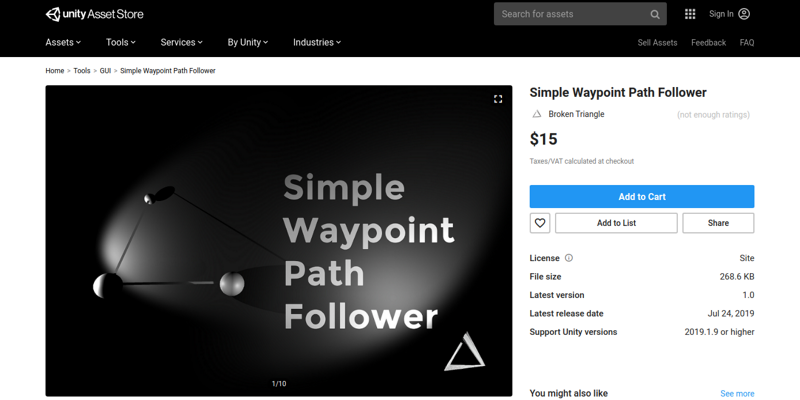 unity Asset Store
Search for assets
Sign In
Assets
Tools
Services
By Unity
Industries
Sell Assets
Feedback
FAQ
Home > Tools > GUI > Simple Waypoint Path Follower
Simple
Waypoint
Path
Follower
1/10
Simple Waypoint Path Follower
Broken Triangle
(not enough ratings)
$15
Taxes/VAT calculated at checkout
Add to Cart
Add to List
Share
License Site
File size 268.6 KB
Latest version 1.0
Latest release date Jul 24, 2019
Support Unity versions 2019.1.9 or higher
You might also like See more